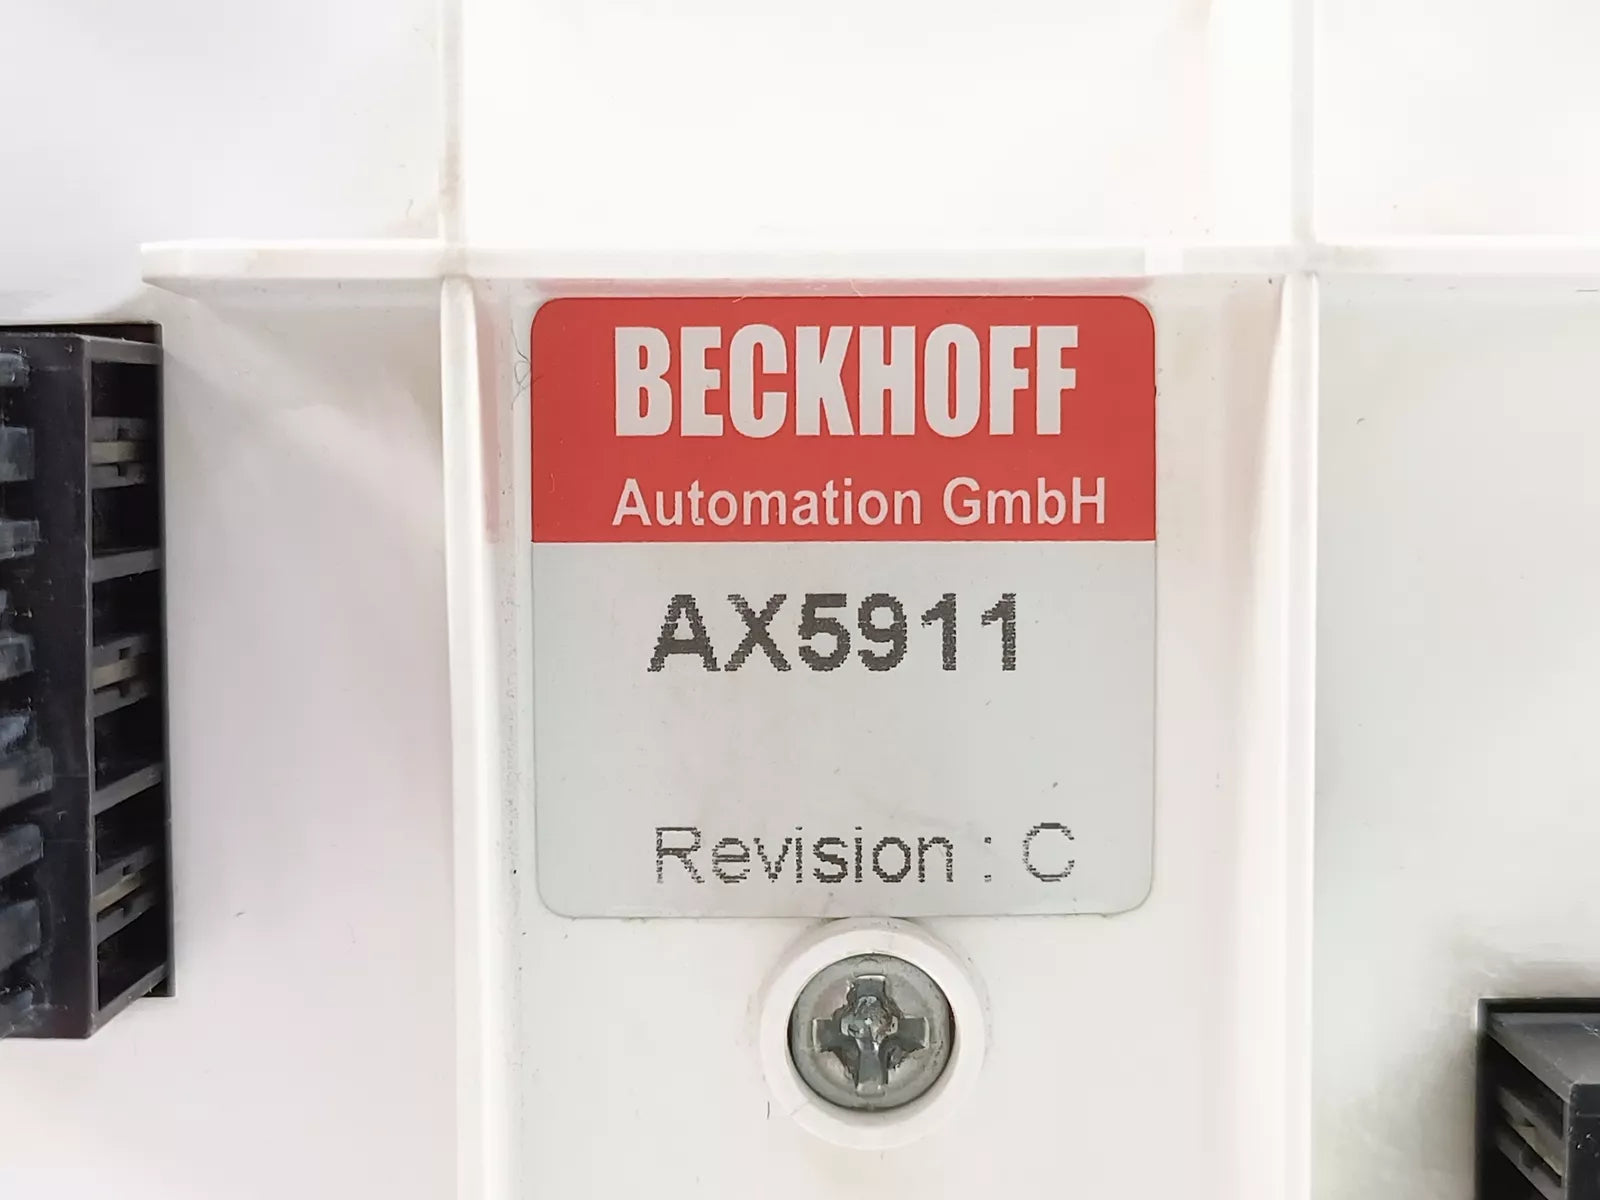 BECKHOFF
Automation GmbH
AX5911
Revision : C